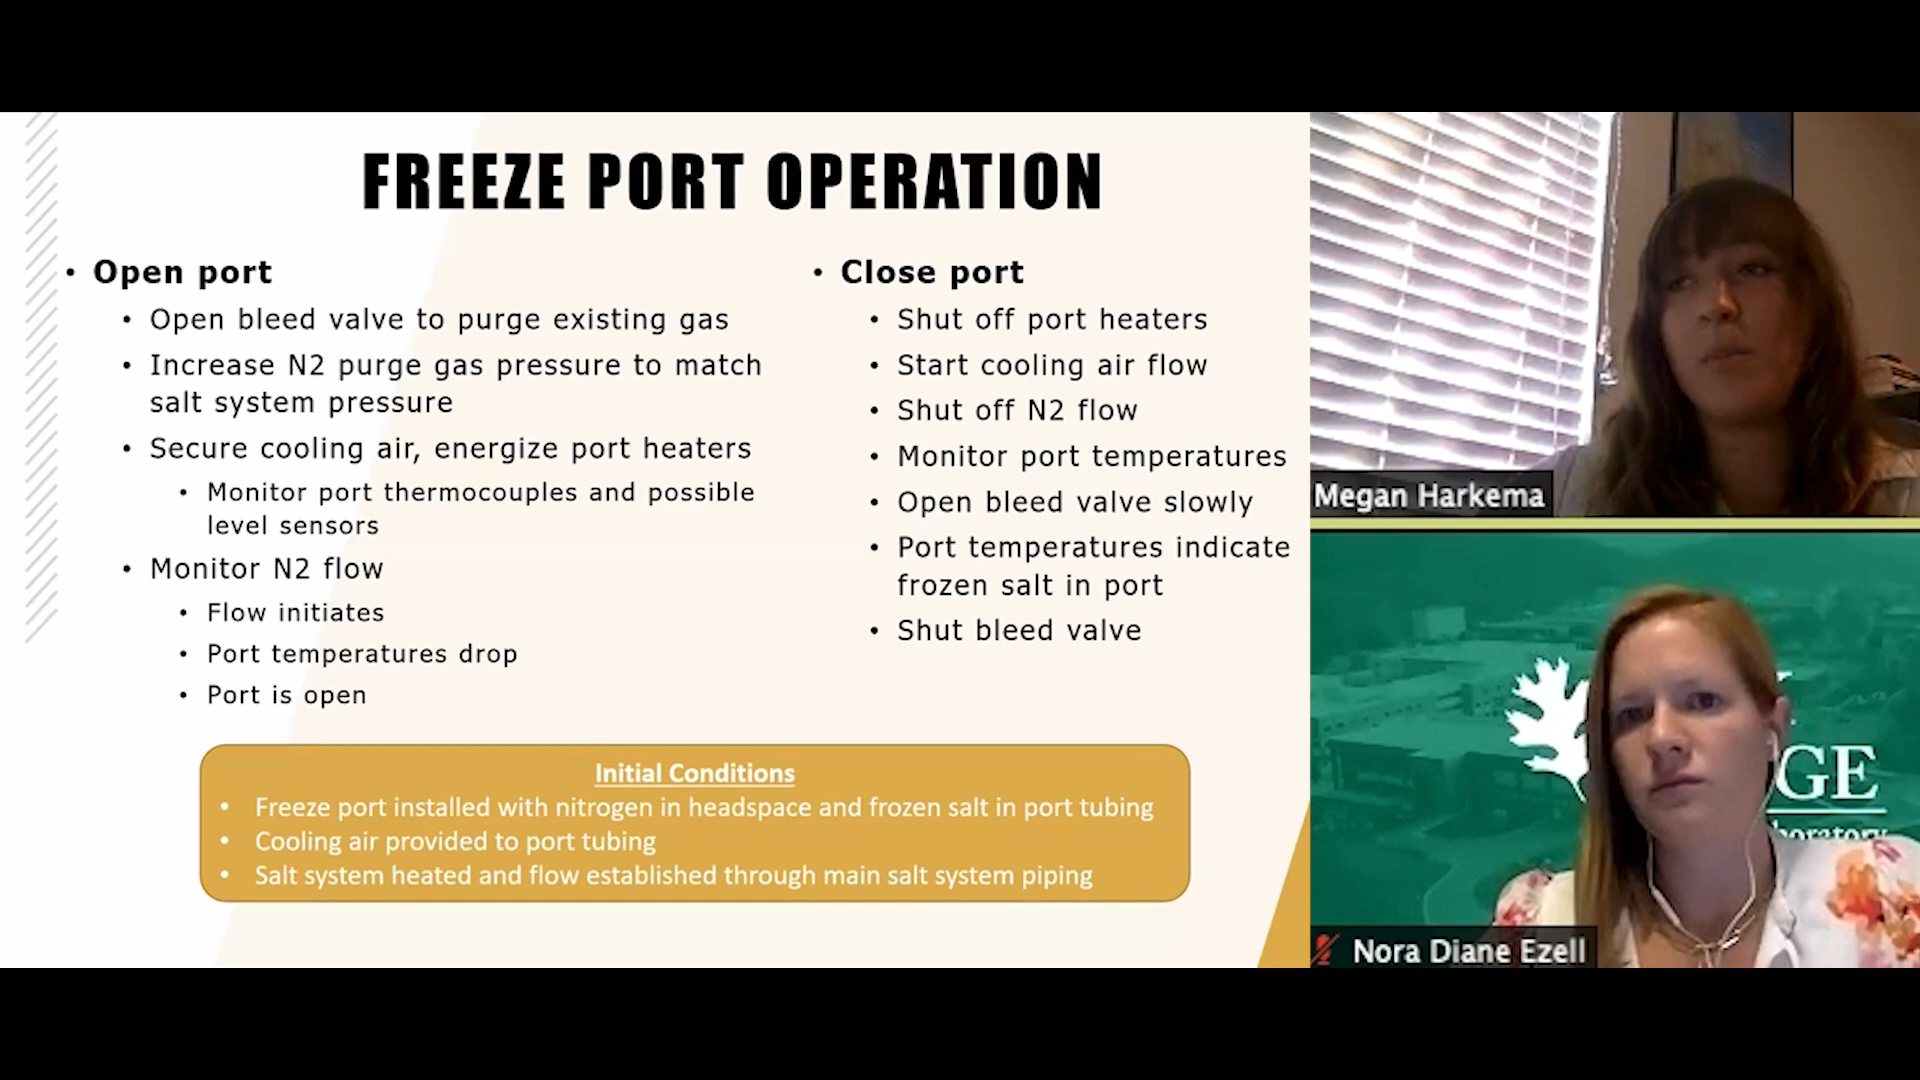 FREEZE PORT OPERATION
• Open port
• Open bleed valve to purge existing gas
• Increase N2 purge gas pressure to match
salt system pressure
• Secure cooling air, energize port heaters
• Monitor port thermocouples and possible
level sensors
• Monitor N2 flow
• Flow initiates
• Port temperatures drop
• Port is open
• Close port
• Shut off port heaters
• Start cooling air flow
• Shut off N2 flow
• Monitor port temperatures
• Open bleed valve slowly
• Port temperatures indicate
frozen salt in port
• Shut bleed valve
Initial Conditions
• Freeze port installed with nitrogen in headspace and frozen salt in port tubing
• Cooling air provided to port tubing
• Salt system heated and flow established through main salt system piping
Megan Harkema
GE
boratory
Nora Diane Ezell